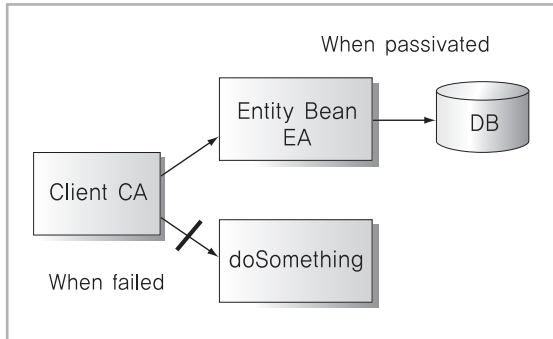 When passivated
Entity Bean
EA
DB
Client CA
doSomething
When failed